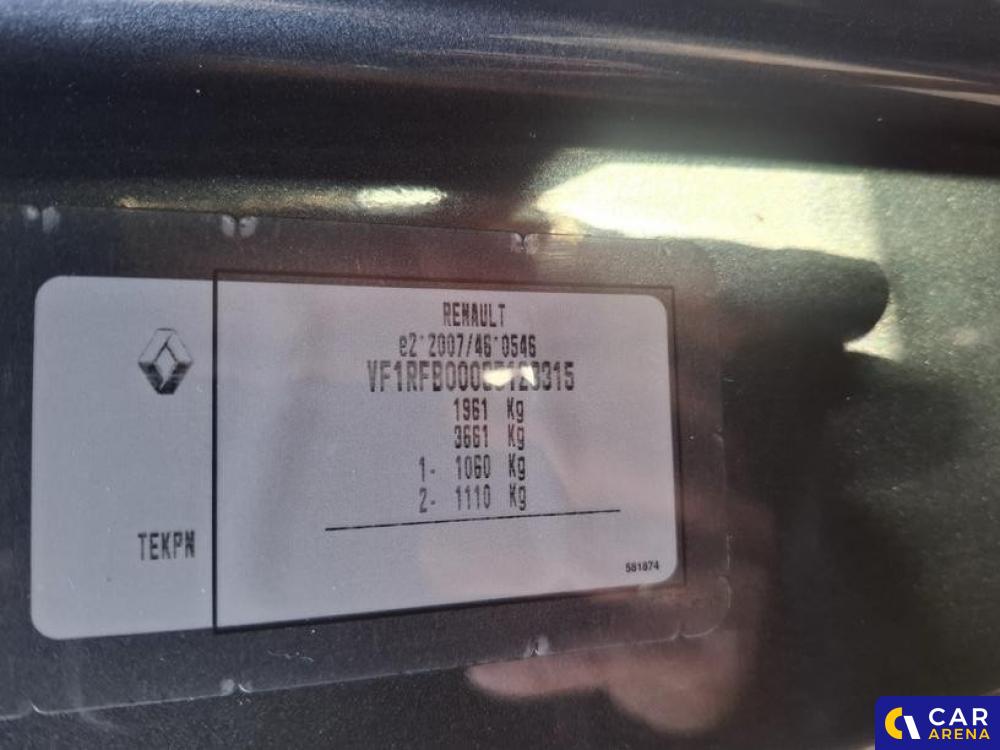 RENAULT
e2*2007/46*0546
1961 Kg
3661 Kg
1- 1060 Kg
2- 1110 Kg
TEKPN
581874
CAR
ARENA